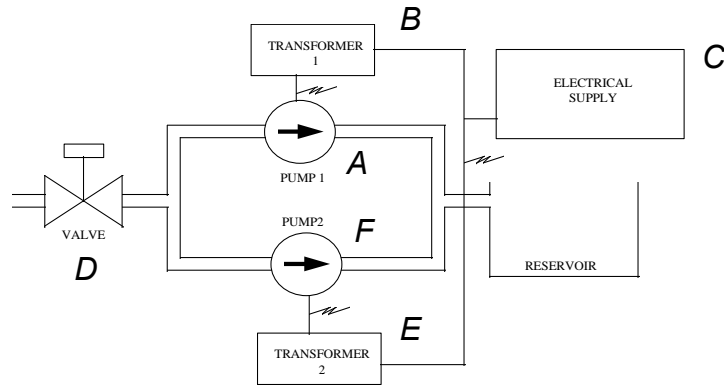 B
TRANSFORMER
1
C
ELECTRICAL
SUPPLY
A
PUMP 1
PUMP2
F
VALVE
D
RESERVOIR
E
TRANSFORMER
2